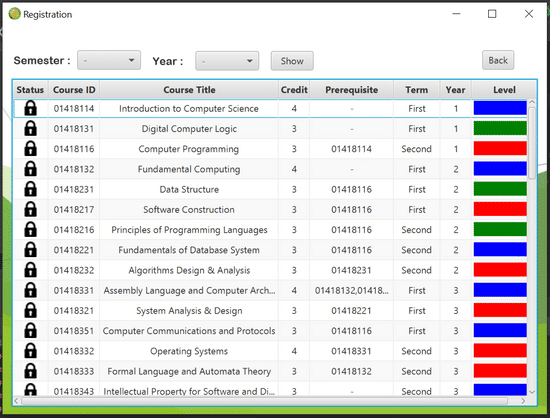 Registration
Semester : - Year : - Show Back
Status Course ID Course Title Credit Prerequisite Term Year Level
01418114 Introduction to Computer Science 4 - First 1
01418131 Digital Computer Logic 3 - First 1
01418116 Computer Programming 3 01418114 Second 1
01418132 Fundamental Computing 4 - First 2
01418231 Data Structure 3 01418116 First 2
01418217 Software Construction 3 01418116 First 2
01418216 Principles of Programming Languages 3 01418116 Second 2
01418221 Fundamentals of Database System 3 01418116 Second 2
01418232 Algorithms Design & Analysis 3 01418231 Second 2
01418331 Assembly Language and Computer Arch... 4 01418132,01418... First 3
01418321 System Analysis & Design 3 01418221 First 3
01418351 Computer Communications and Protocols 3 01418116 First 3
01418332 Operating Systems 4 01418331 Second 3
01418333 Formal Language and Automata Theory 3 01418132 Second 3
01418343 Intellectual Property for Software and Di... 3 - Second 3